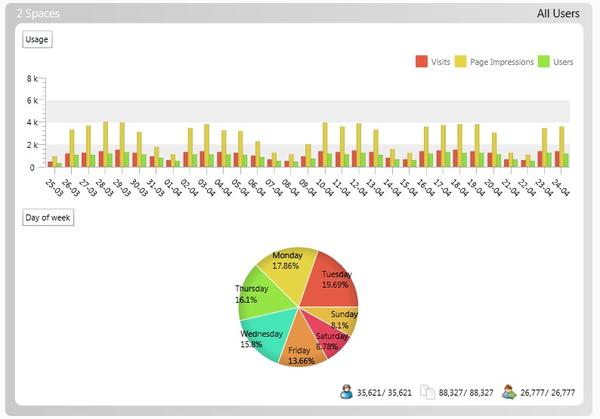 2 Spaces
All Users
Usage
Visits Page Impressions Users
8 k
6 k
4 k
2 k
0
25-03 26-03 27-03 28-03 29-03 30-03 31-03 01-04 02-04 03-04 04-04 05-04 06-04 07-04 08-04 09-04 10-04 11-04 12-04 13-04 14-04 15-04 16-04 17-04 18-04 19-04 20-04 21-04 22-04 23-04 24-04
Day of week
Monday
17.86%
Tuesday
19.69%
Thursday
16.1%
Sunday
8.1%
Wednesday
15.8%
Saturday
8.78%
Friday
13.66%
35,621/ 35,621 88,327/ 88,327 26,777/ 26,777